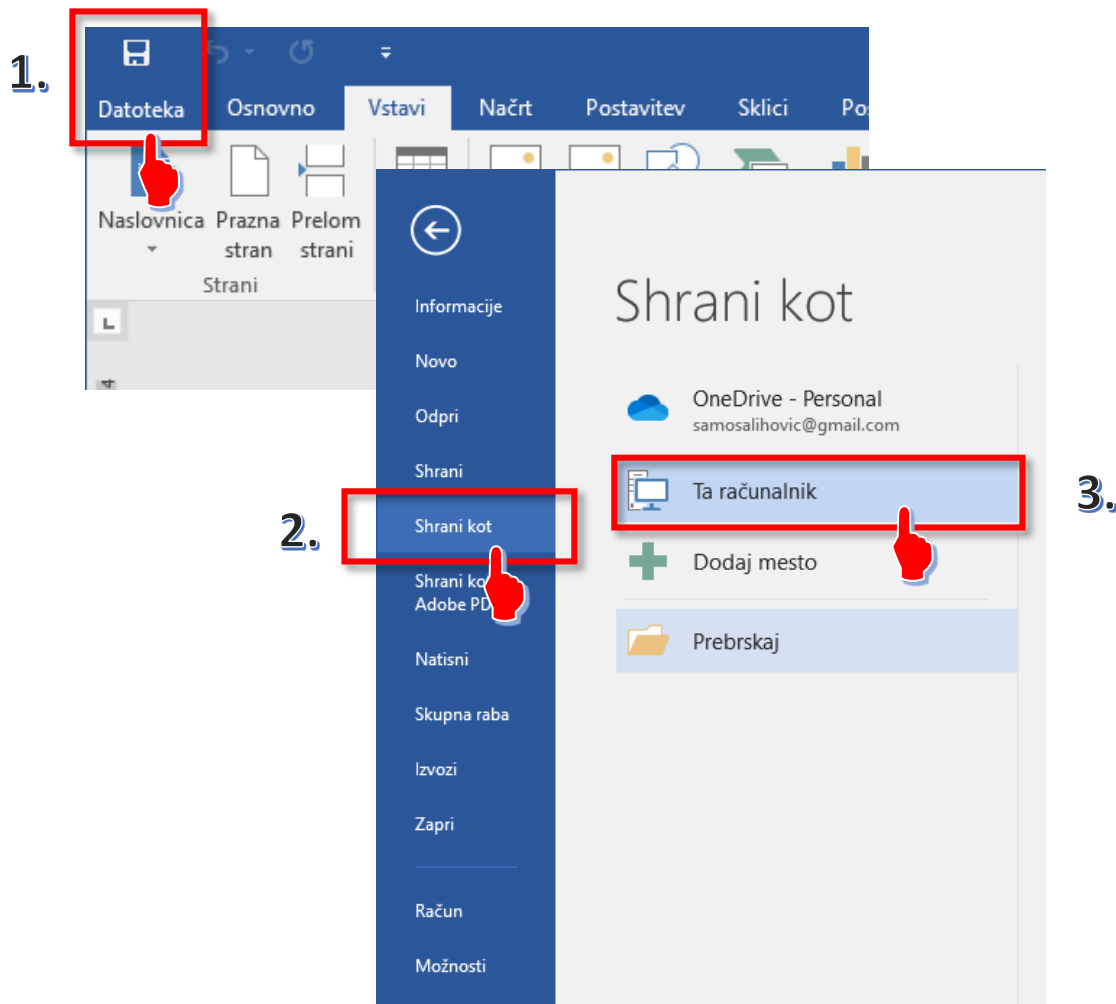 1.
Datoteka Osnovno Vstavi Načrt Postavitev Sklici
Naslovnica Prazna stran Prelom strani
Strani
Informacije
Novo
Odpri
Shrani
2.
Shrani kot
Shrani
Adobe
Natisni
Skupna raba
Izvozi
Zapri
Račun
Možnosti
Shrani kot
OneDrive - Personal
samosalihovic@gmail.com
Ta računalnik
3.
Dodaj mesto
Prebrskaj